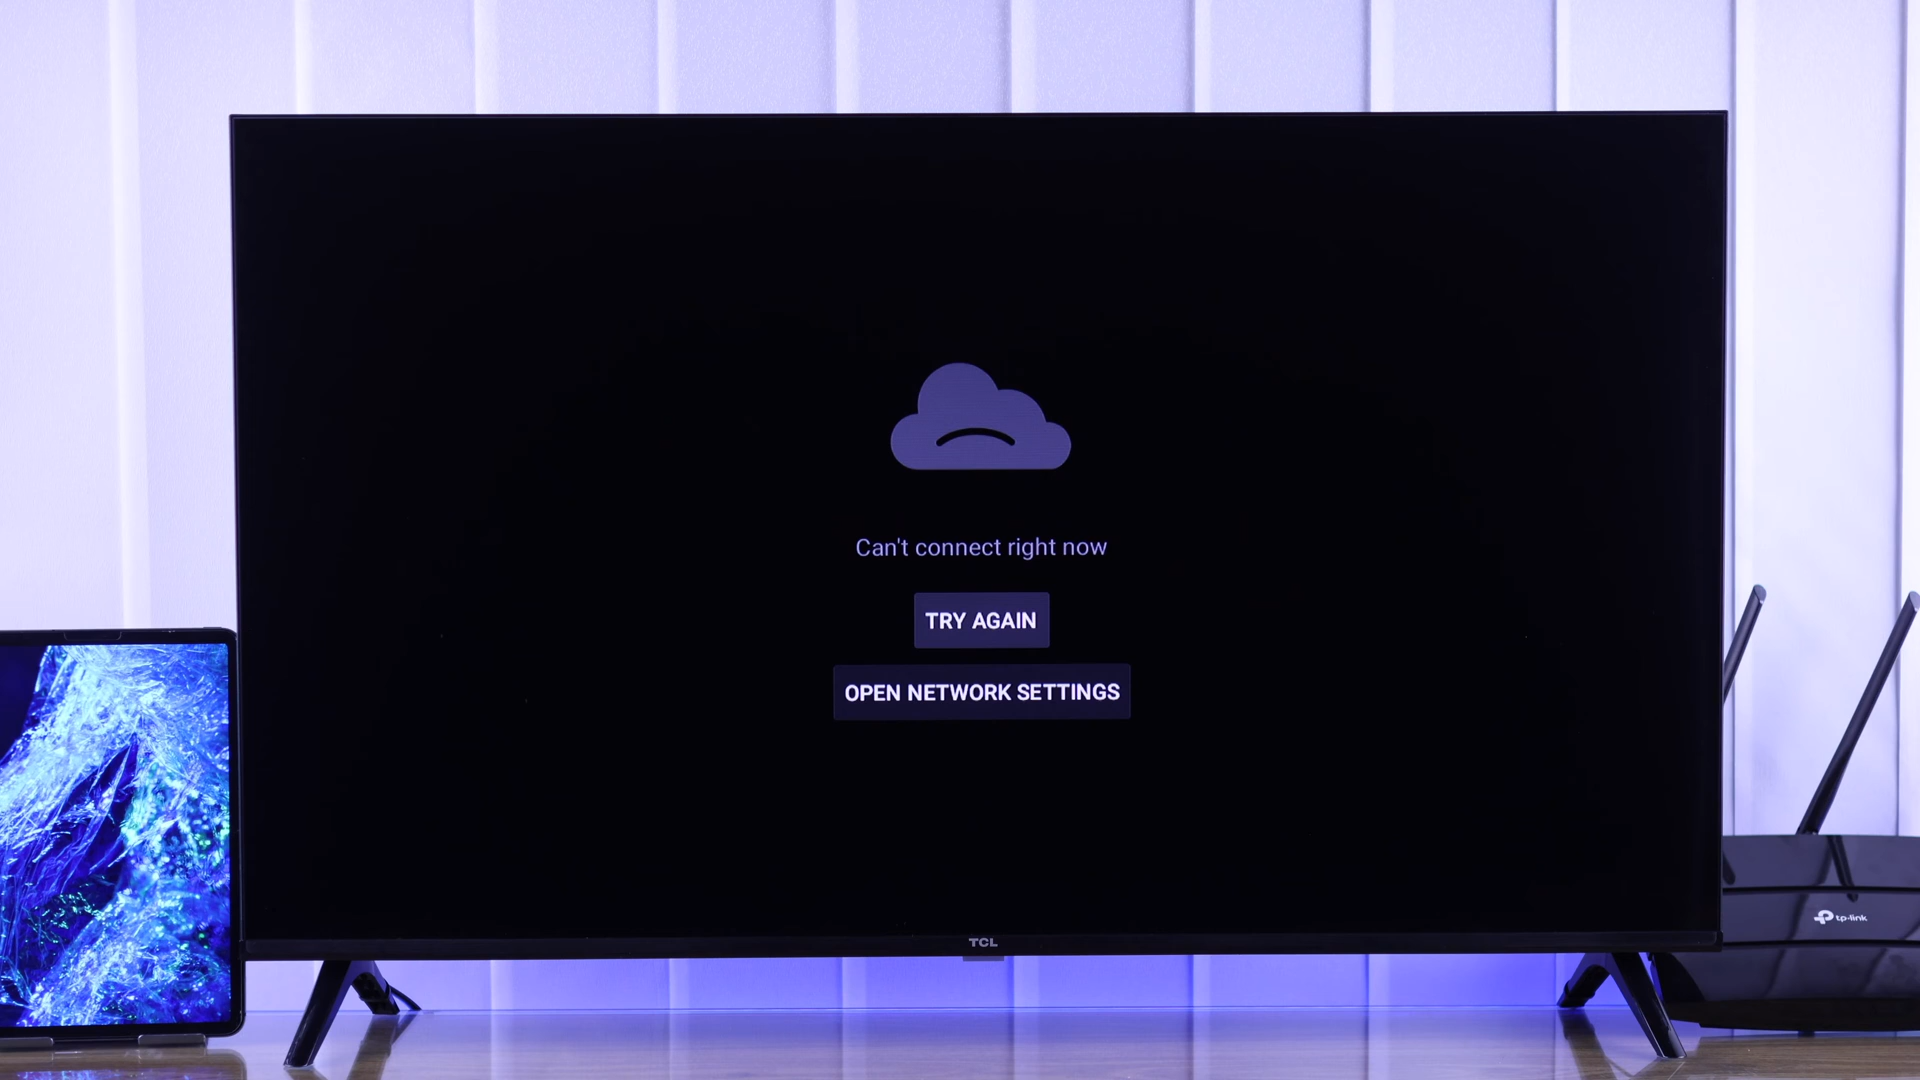 Can't connect right now
TRY AGAIN
OPEN NETWORK SETTINGS
tp-link
TCL